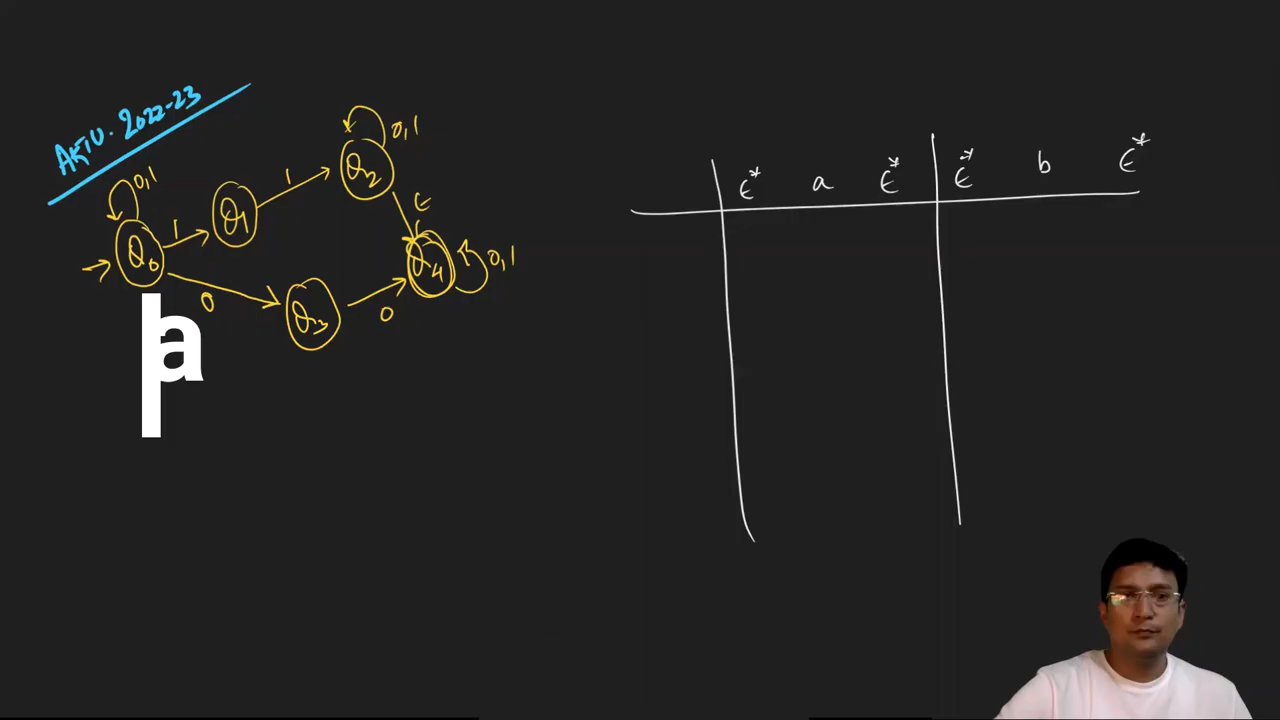 AKTU. 2022-23
0,1
0,1
1
1
Q2
Q1
ϵ
Q0
Q4
0,1
0
Q3
0
a
ϵ* a ϵ* ϵ* b ϵ*